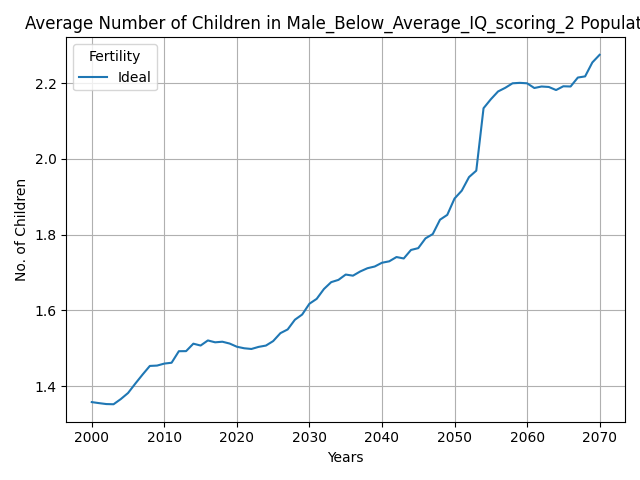 Average Number of Children in Male_Below_Average_IQ_scoring_2 Populat
Fertility
Ideal
No. of Children
2.2
2.0
1.8
1.6
1.4
2000 2010 2020 2030 2040 2050 2060 2070
Years